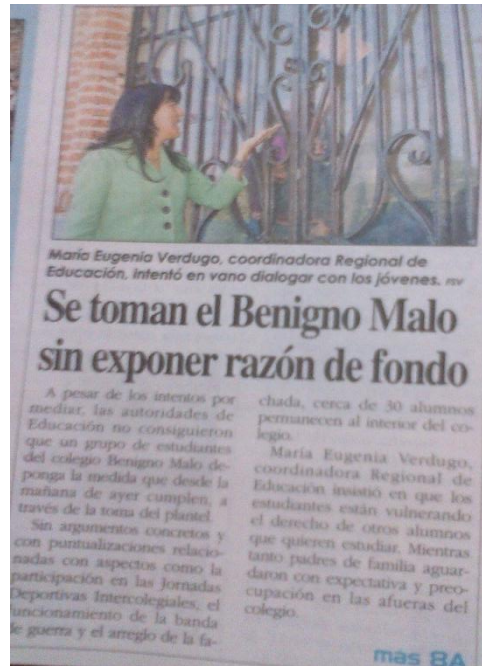 María Eugenia Verdugo, coordinadora Regional de
Educación, intentó en vano dialogar con los jóvenes. FSV
Se toman el Benigno Malo
sin exponer razón de fondo
A pesar de los intentos por
mediar, las autoridades de
Educación no consiguieron
que un grupo de estudiantes
del colegio Benigno Malo de-
ponga la medida que desde la
mañana de ayer cumplen, a
través de la toma del plantel.
Sin argumentos concretos y
con puntualizaciones relacio-
nadas con aspectos como la
participación en las Jornadas
Deportivas Intercolegiales, el
uncionamiento de la banda
e guerra y el arreglo de la fa-
chada, cerca de 30 alumnos
permanecen al interior del co-
legio.
María Eugenia Verdugo,
coordinadora Regional de
Educación insistió en que los
estudiantes están vulnerando
el derecho de otros alumnos
que quieren estudiar. Mientras
tanto padres de familia aguar-
daron con expectativa y preo-
cupación en las afueras del
colegio.
mas 8A